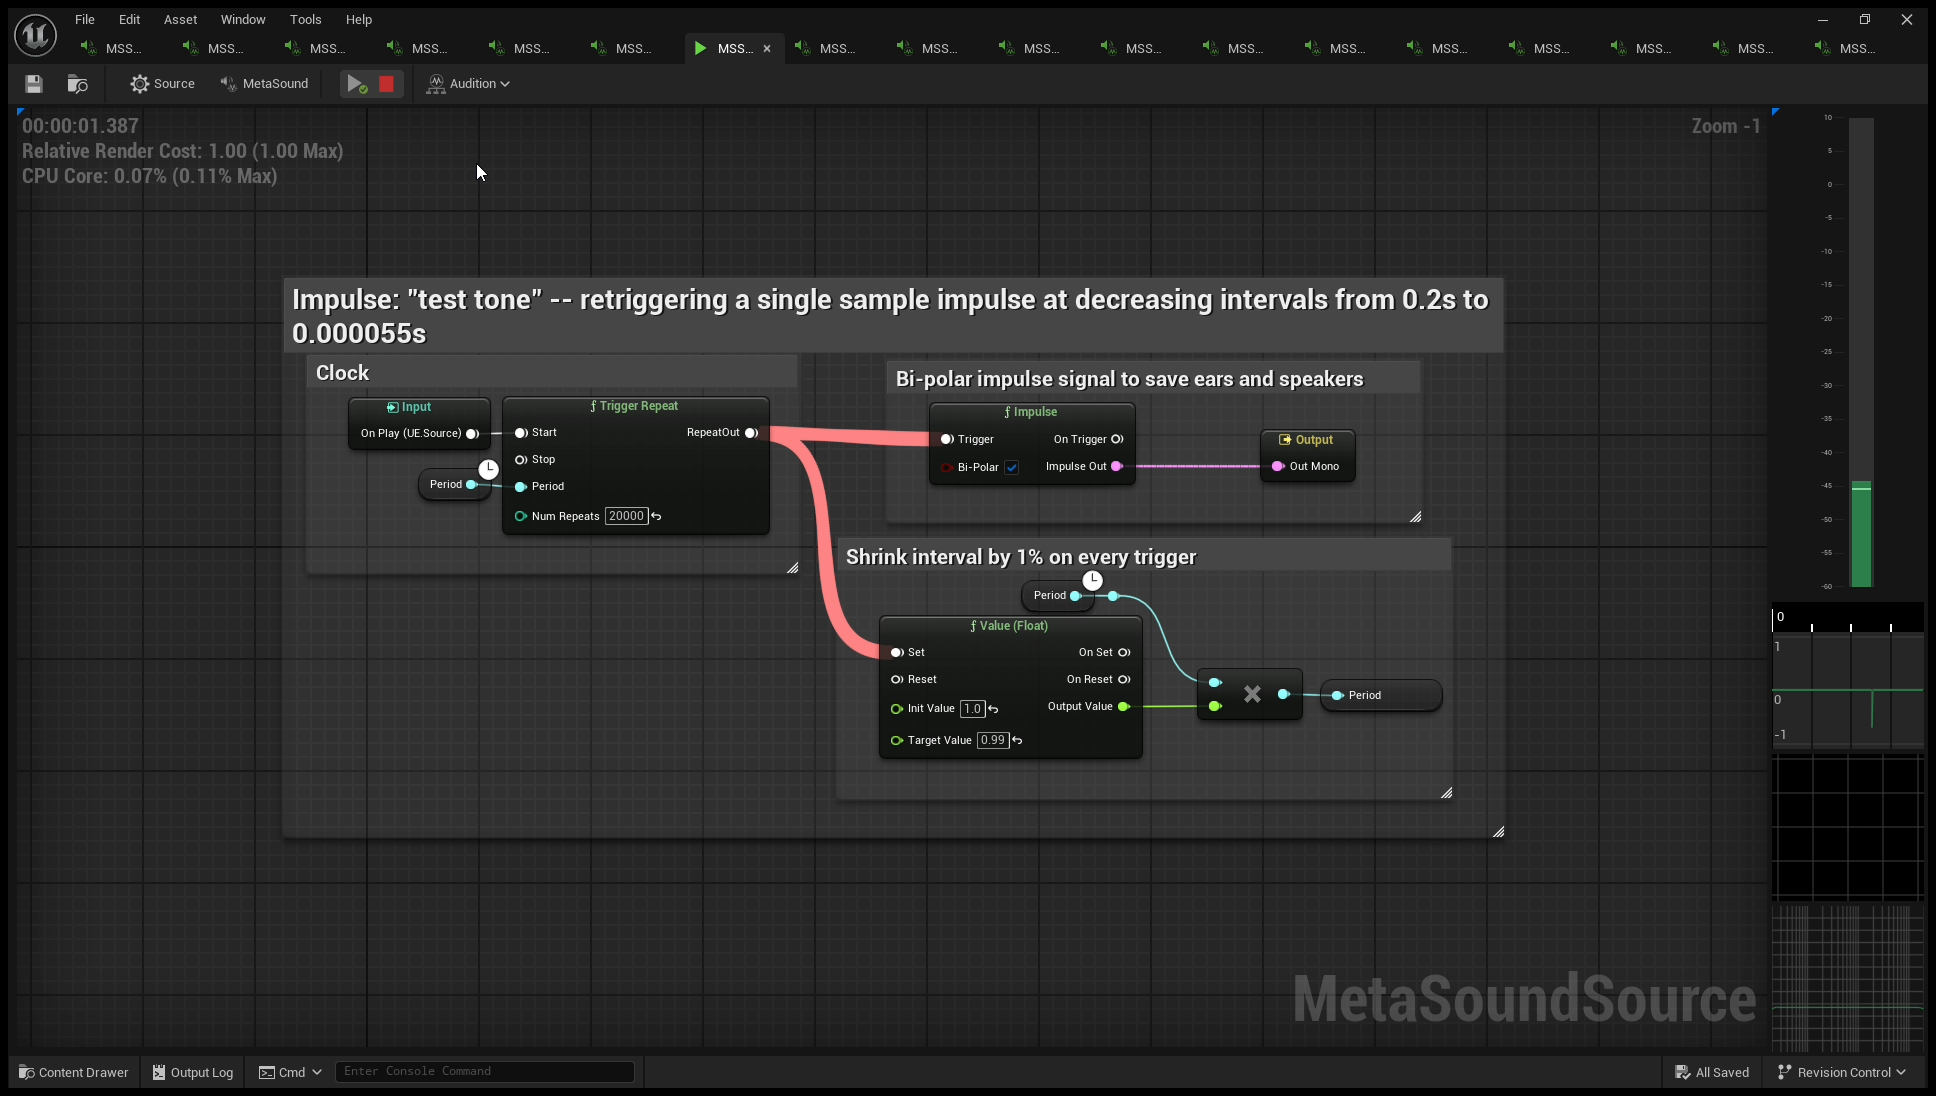 File Edit Asset Window Tools Help
MSS... MSS... MSS... MSS... MSS... MSS... MSS... MSS... MSS... MSS... MSS... MSS... MSS... MSS... MSS... MSS... MSS... MSS...
Source MetaSound Audition
00:00:01.387
Relative Render Cost: 1.00 (1.00 Max)
CPU Core: 0.07% (0.11% Max)
Zoom -1
Impulse: "test tone" -- retriggering a single sample impulse at decreasing intervals from 0.2s to
0.000055s
Clock
Input
On Play (UE.Source)
Period
Trigger Repeat
Start RepeatOut
Stop
Period
Num Repeats 20000
Bi-polar impulse signal to save ears and speakers
Impulse
Trigger On Trigger
Bi-Polar Impulse Out
Output
Out Mono
Shrink interval by 1% on every trigger
Period
Value (Float)
Set On Set
Reset On Reset
Init Value 1.0 Output Value
Target Value 0.99
Period
10
5
0
-5
-10
-15
-20
-25
-30
-35
-40
-45
-50
-55
-60
0
1
0
-1
MetaSoundSource
Content Drawer Output Log Cmd Enter Console Command All Saved Revision Control